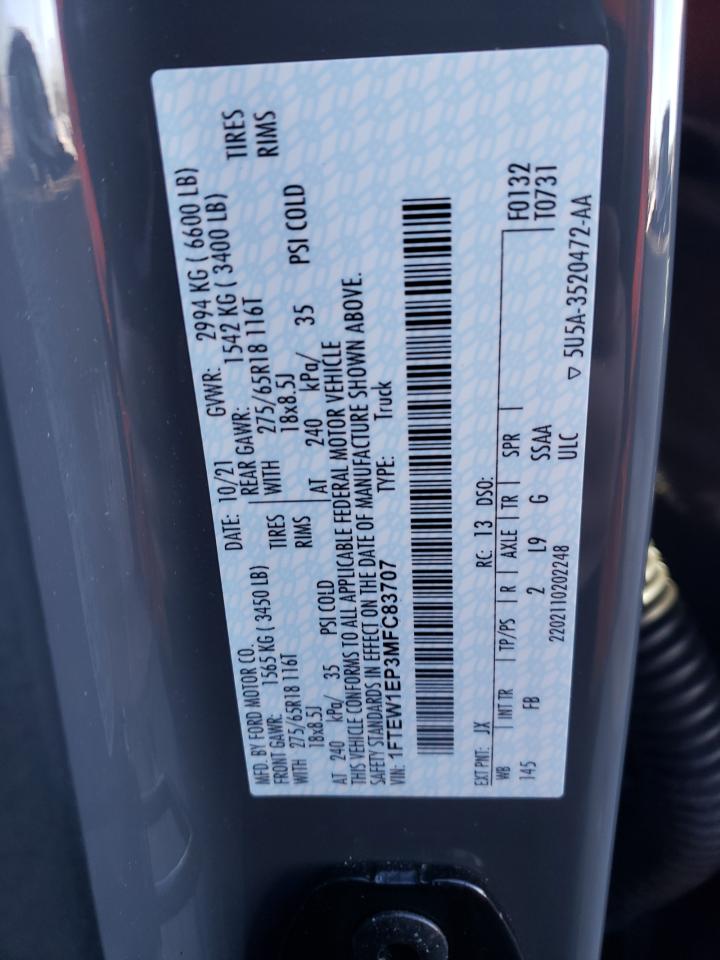 MFD. BY FORD MOTOR CO.
DATE: 10/21 GVWR: 2994 KG ( 6600 LB)
FRONT GAWR: 1565 KG ( 3450 LB)
REAR GAWR: 1542 KG ( 3400 LB)
WITH 275/65R18 116T TIRES
WITH 275/65R18 116T TIRES
18x8.5J RIMS
18x8.5J RIMS
AT 240 kPa/ 35 PSI COLD
AT 240 kPa/ 35 PSI COLD
THIS VEHICLE CONFORMS TO ALL APPLICABLE FEDERAL MOTOR VEHICLE
SAFETY STANDARDS IN EFFECT ON THE DATE OF MANUFACTURE SHOWN ABOVE.
VIN: 1FTEW1EP3MFC83707 TYPE: Truck
EXT PNT: JX RC: 13 DSO: F0132
WB INT TR TP/PS R AXLE TR SPR T0731
145 FB 2 L9 G SSAA
2202110202248 ULC
▽ 5U5A-3520472-AA